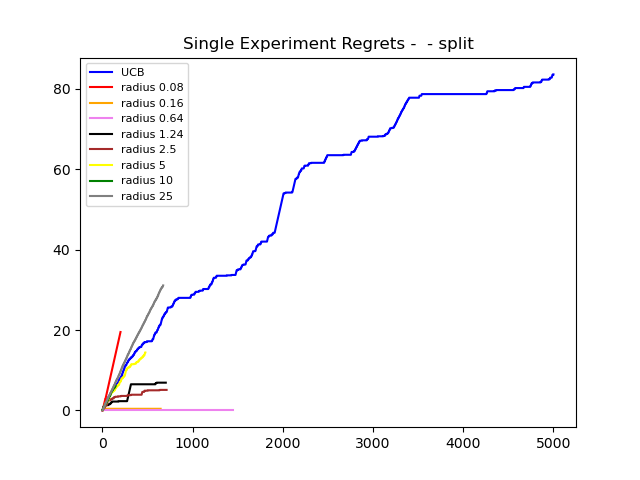 Single Experiment Regrets -  - split
UCB
radius 0.08
radius 0.16
radius 0.64
radius 1.24
radius 2.5
radius 5
radius 10
radius 25
80
60
40
20
0
0 1000 2000 3000 4000 5000